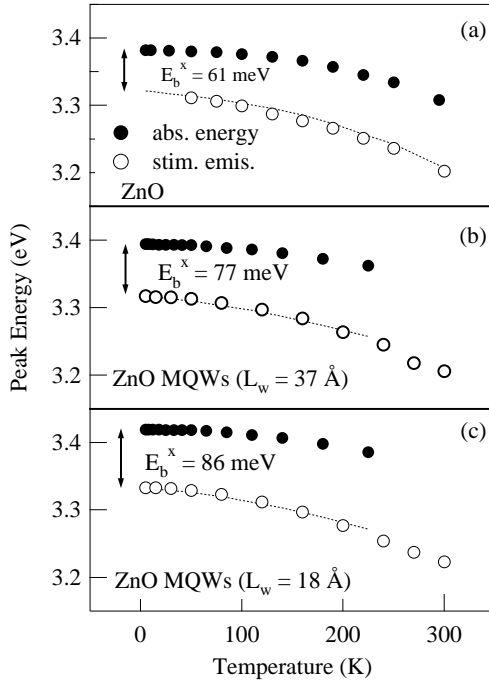 (a)
3.4
3.3
3.2
E_b^x = 61 meV
abs. energy
stim. emis.
ZnO
(b)
3.4
3.3
3.2
E_b^x = 77 meV
ZnO MQWs (L_w = 37 Å)
(c)
3.4
3.3
3.2
E_b^x = 86 meV
ZnO MQWs (L_w = 18 Å)
Peak Energy (eV)
0 100 200 300
Temperature (K)